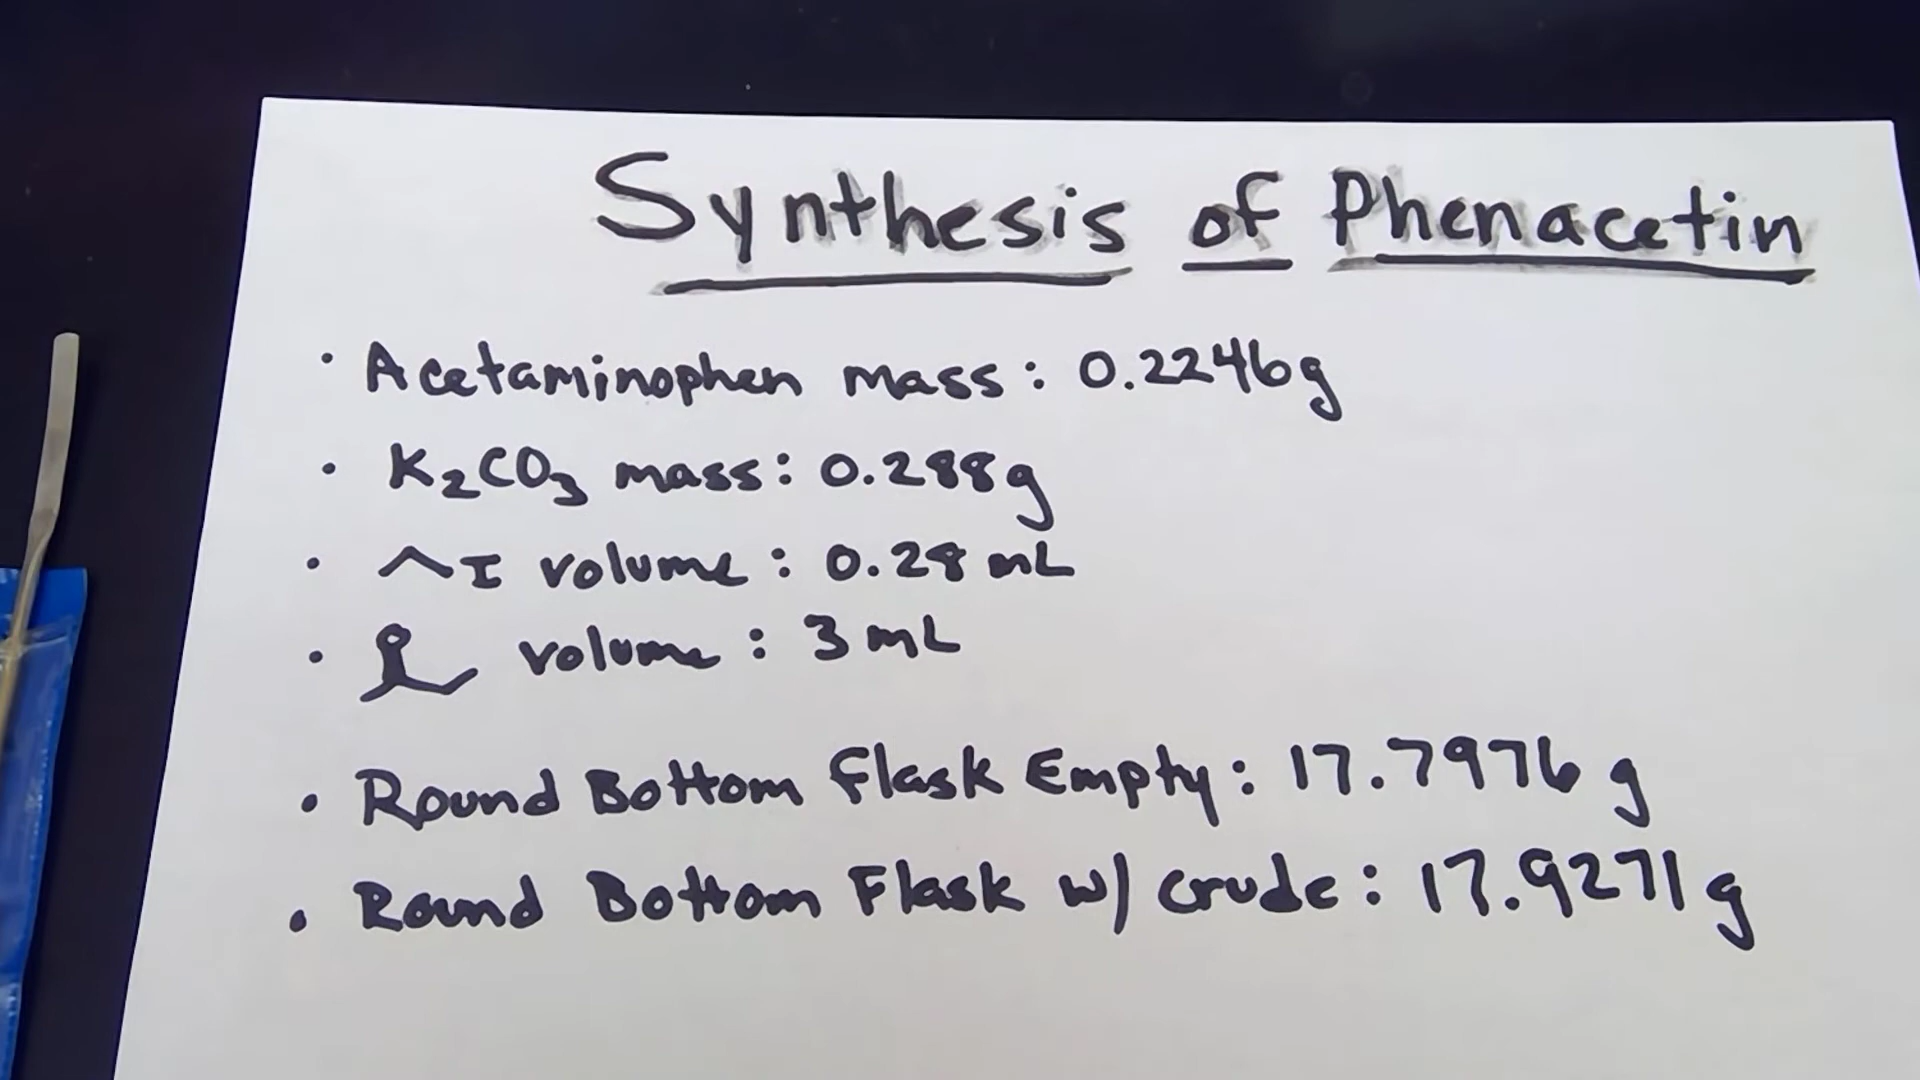 Synthesis of Phenacetin
· Acetaminophen mass: 0.2246g
· K₂CO₃ mass: 0.288g
· I volume: 0.28 mL
· volume: 3 mL
· Round Bottom Flask Empty: 17.7976 g
· Round Bottom Flask w/ crude: 17.9271 g